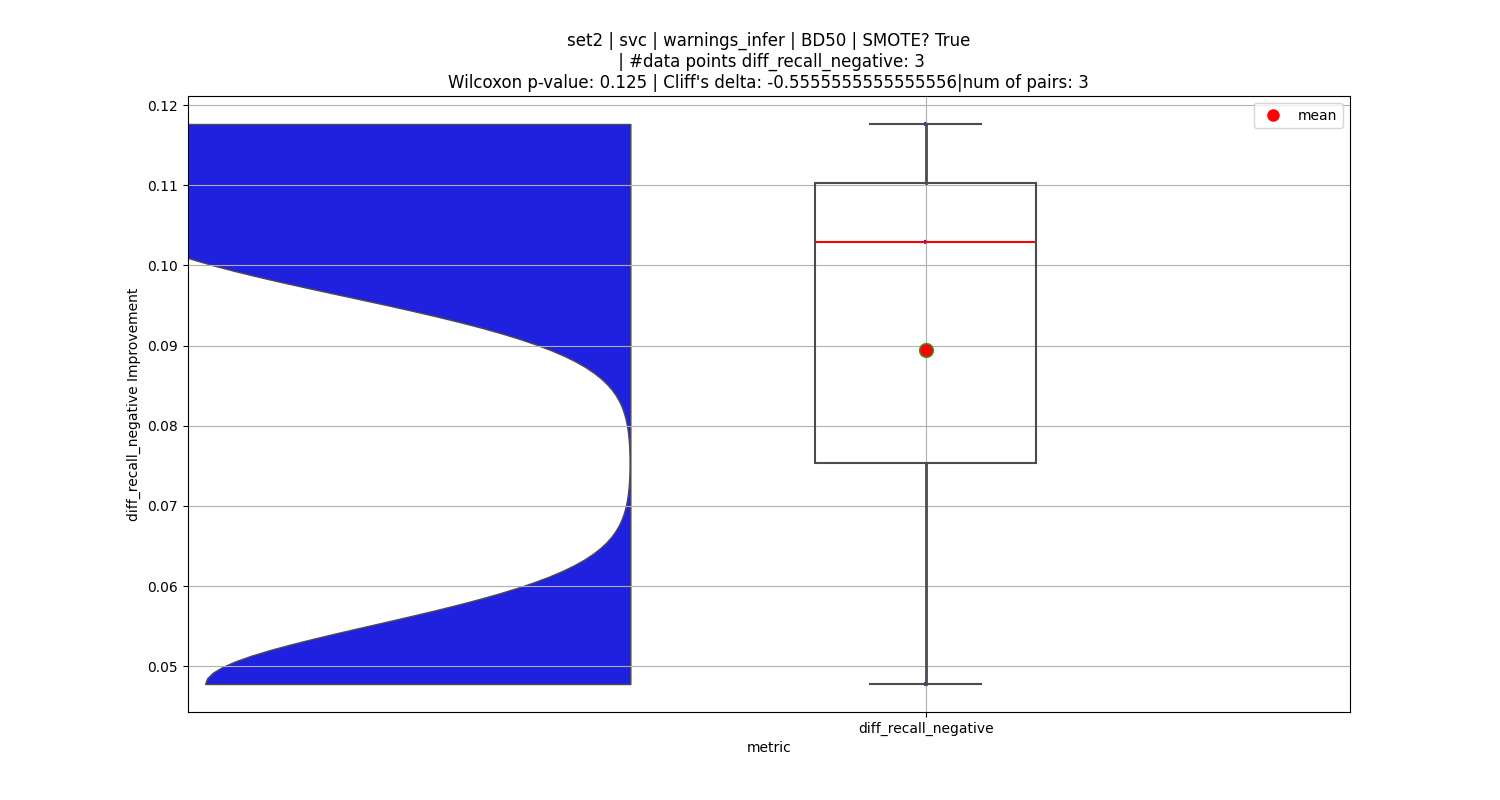 set2 | svc | warnings_infer | BD50 | SMOTE? True
| #data points diff_recall_negative: 3
Wilcoxon p-value: 0.125 | Cliff's delta: -0.5555555555555556|num of pairs: 3
mean
0.12
0.11
0.10
0.09
0.08
0.07
0.06
0.05
diff_recall_negative Improvement
diff_recall_negative
metric